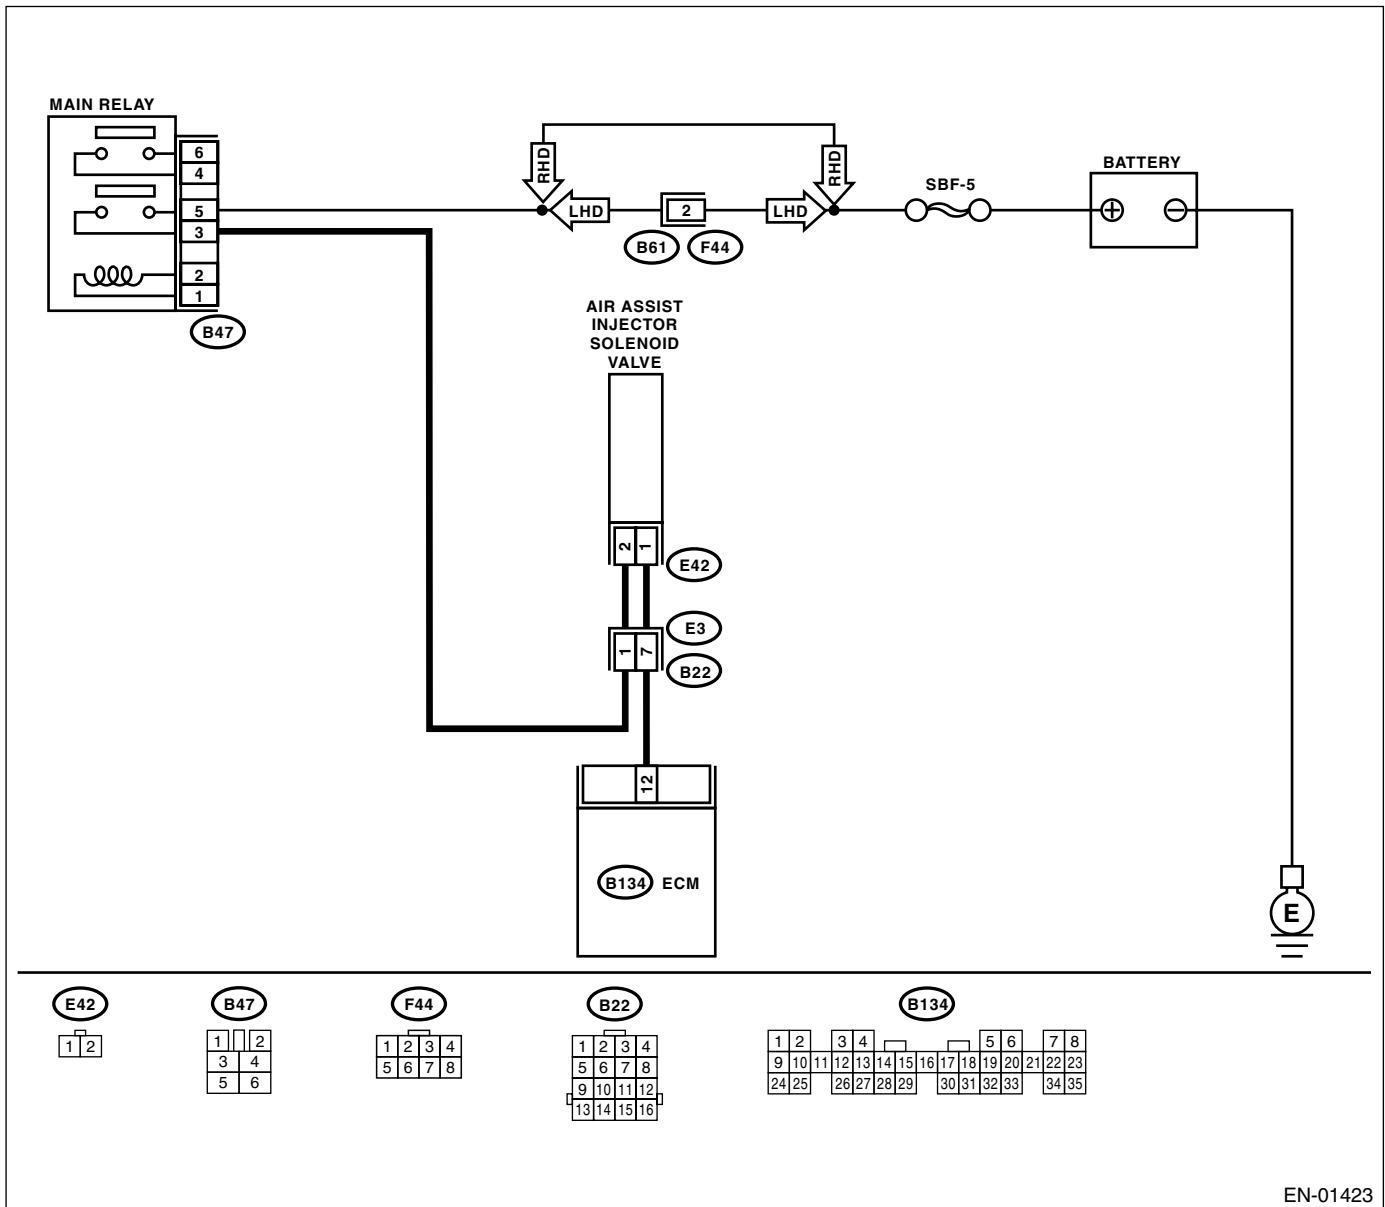 MAIN RELAY
6
4
5
3
2
1
B47
RHD
RHD
LHD
2
LHD
B61
F44
SBF-5
BATTERY
AIR ASSIST
INJECTOR
SOLENOID
VALVE
2 1
E42
E3
1 7
B22
12
B134 ECM
E
E42
1 2
B47
1 2
3 4
5 6
F44
1 2 3 4
5 6 7 8
B22
1 2 3 4
5 6 7 8
9 10 11 12
13 14 15 16
B134
1 2 3 4 5 6 7 8
9 10 11 12 13 14 15 16 17 18 19 20 21 22 23
24 25 26 27 28 29 30 31 32 33 34 35
EN-01423